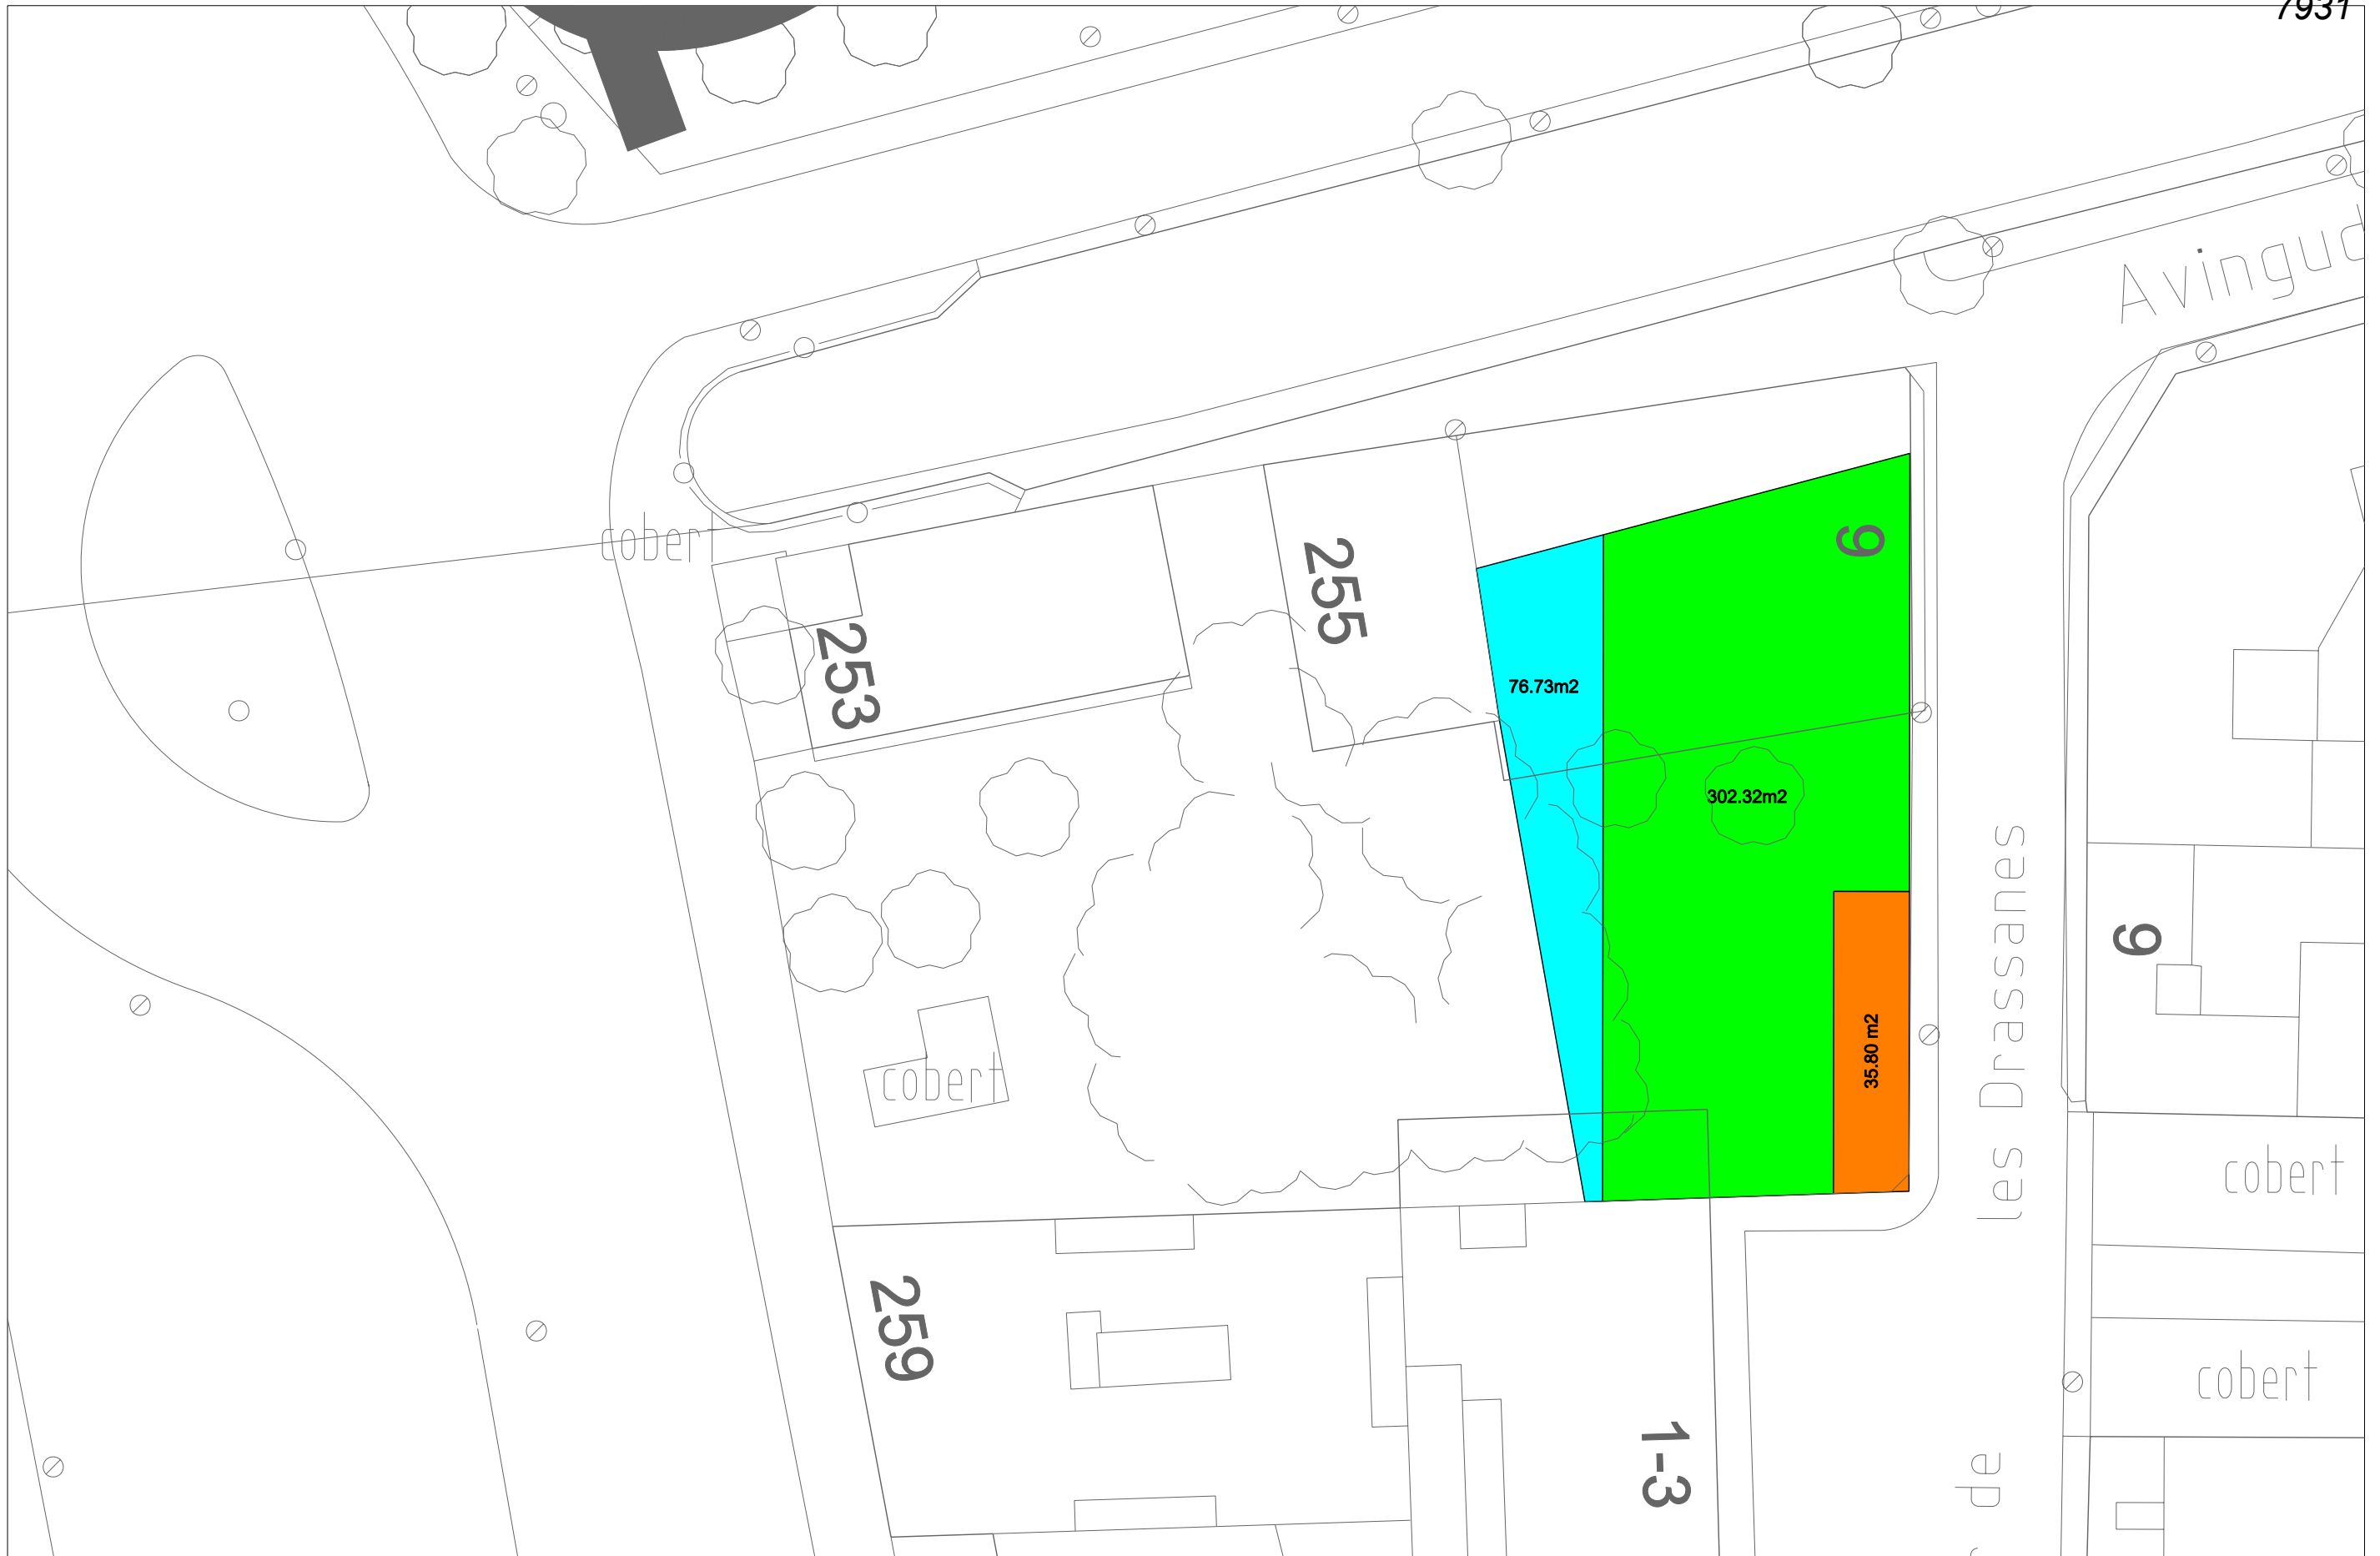 7931
Avingud
cobert
255
9
253
76.73m2
302.32m2
les Drassanes
9
35.80 m2
cobert
cobert
259
cobert
1-3
de